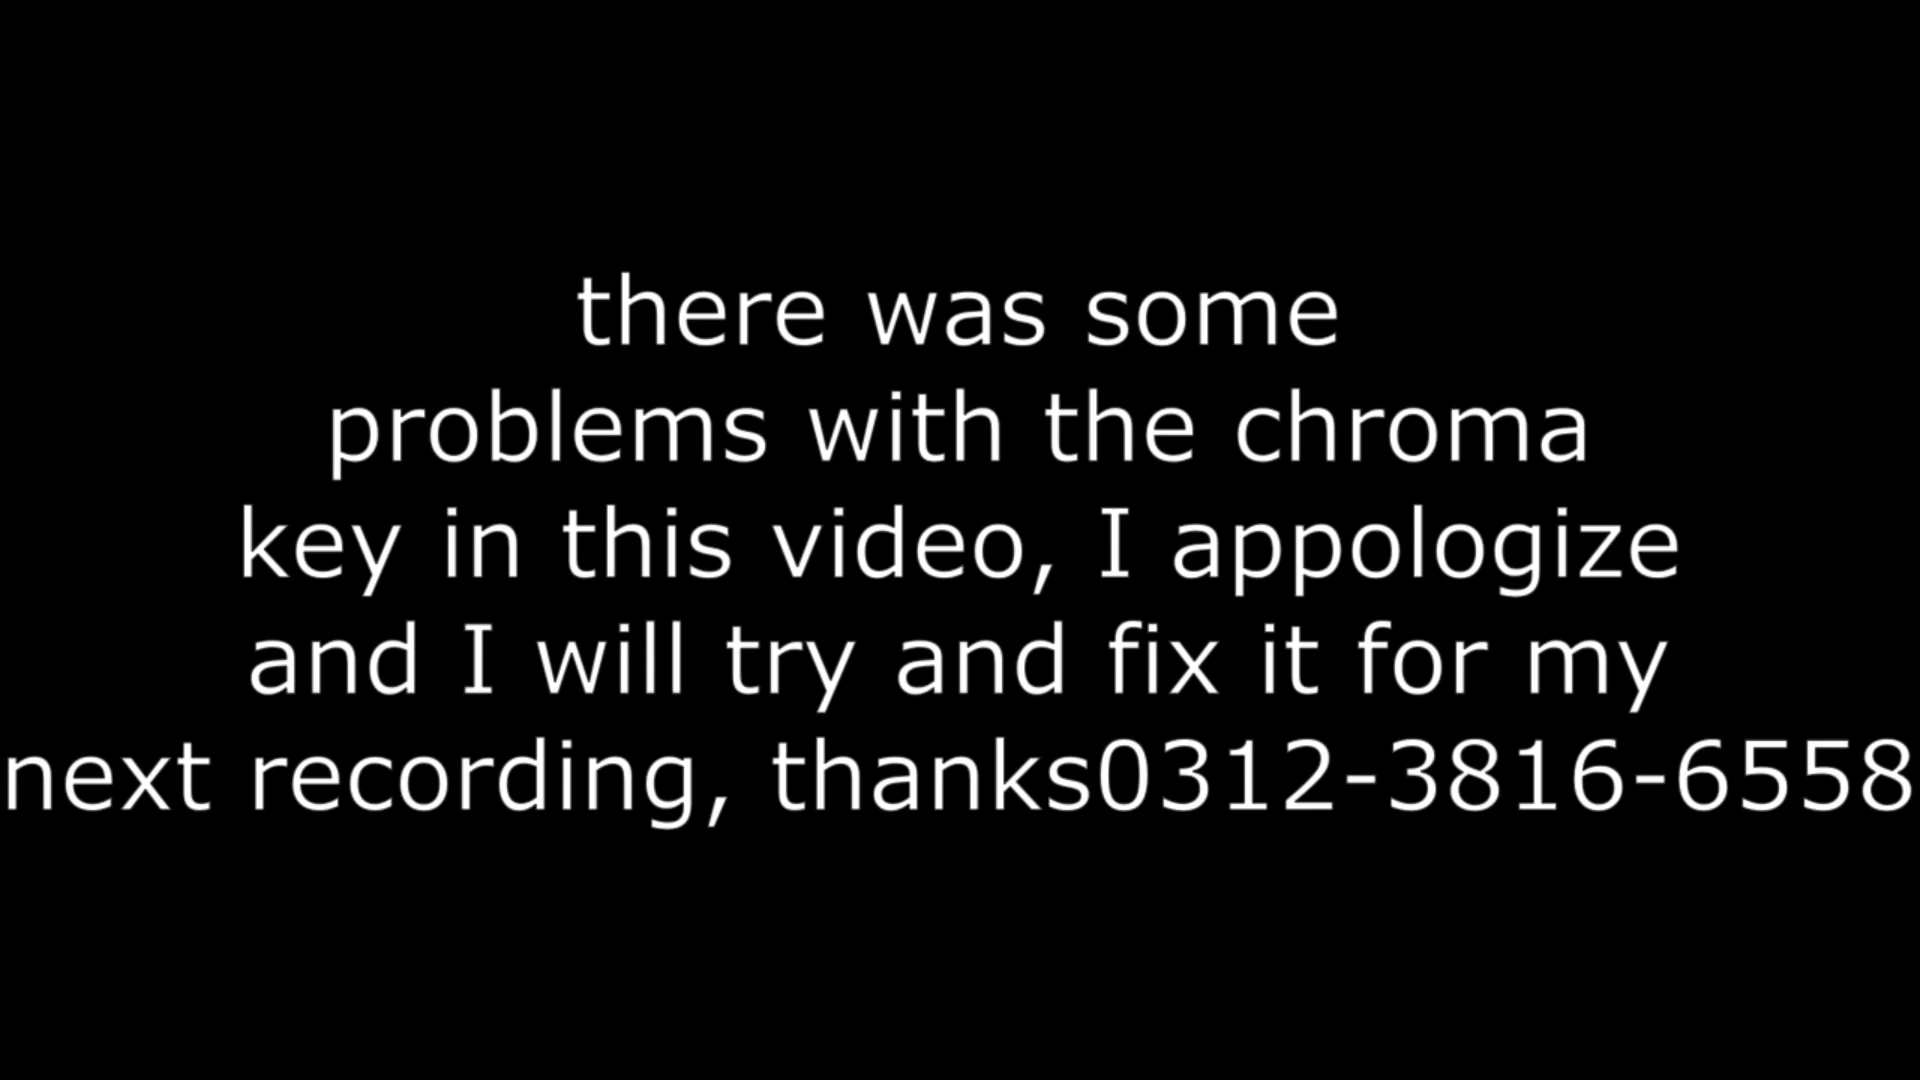 there was some
problems with the chroma
key in this video, I appologize
and I will try and fix it for my
next recording, thanks0312-3816-6558